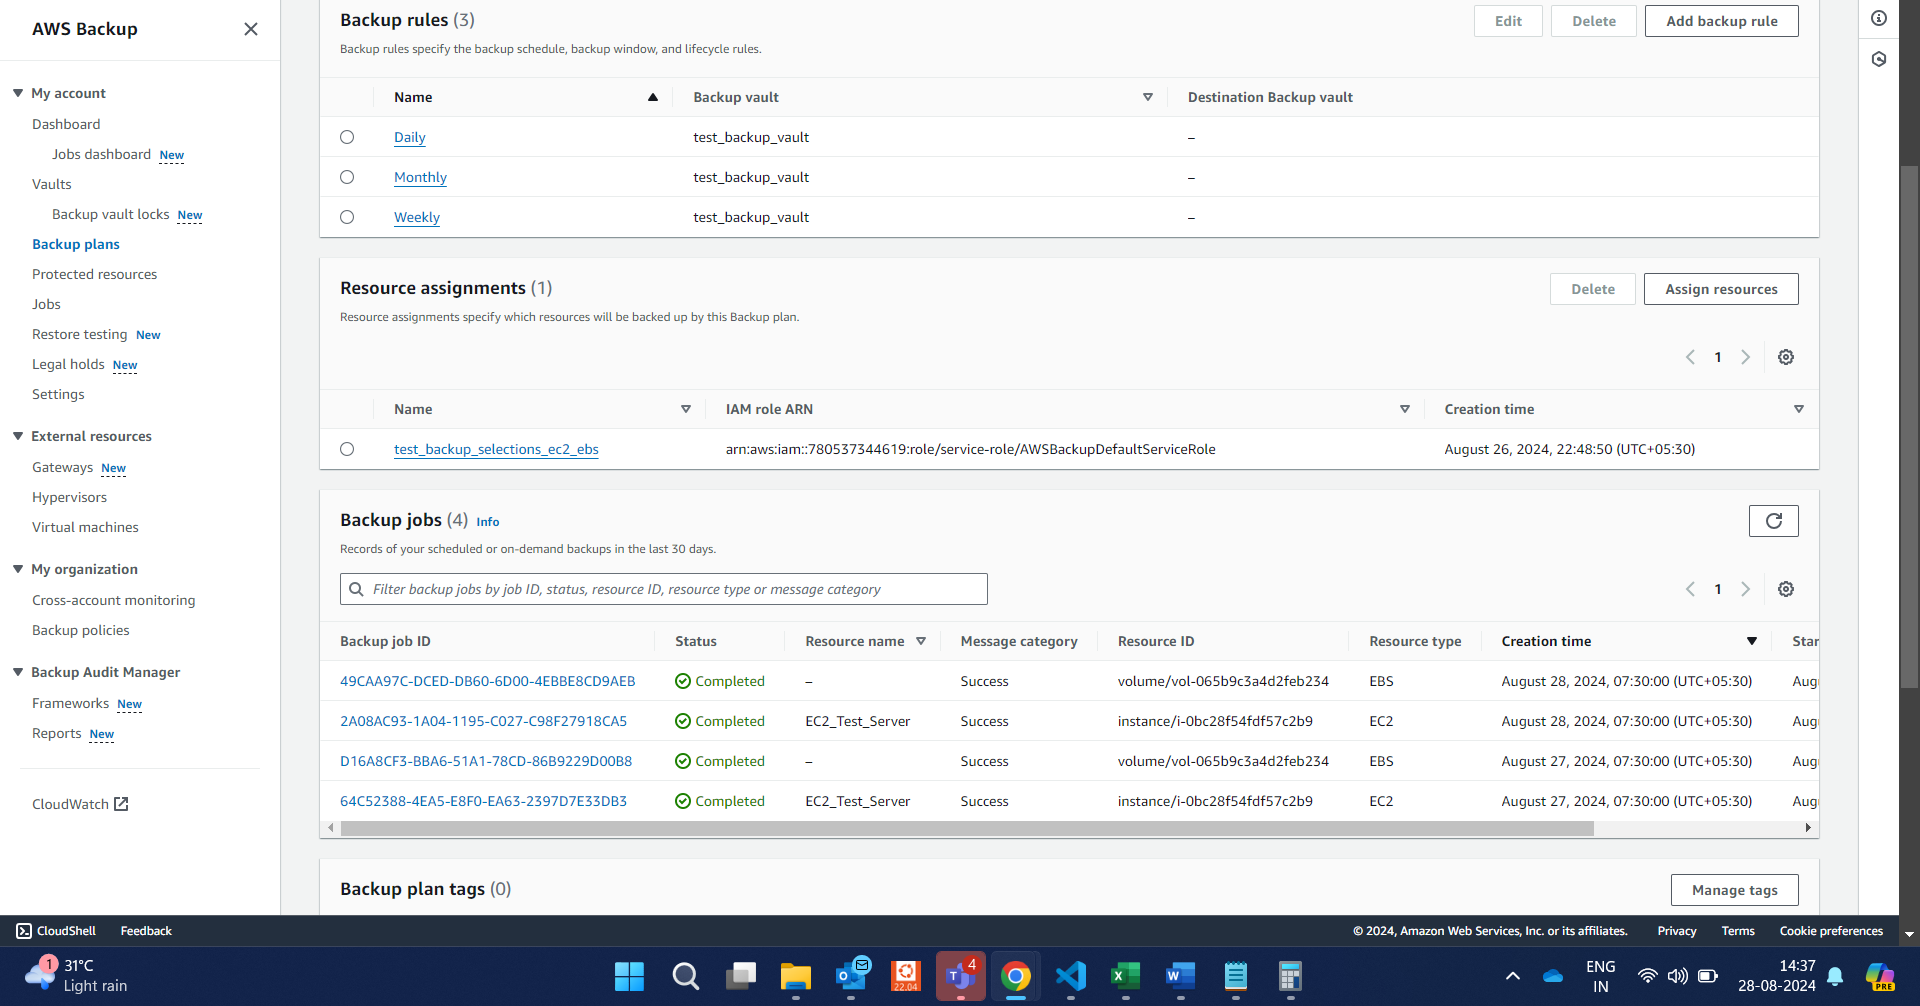 AWS Backup
My account
Dashboard
Jobs dashboard New
Vaults
Backup vault locks New
Backup plans
Protected resources
Jobs
Restore testing New
Legal holds New
Settings
External resources
Gateways New
Hypervisors
Virtual machines
My organization
Cross-account monitoring
Backup policies
Backup Audit Manager
Frameworks New
Reports New
CloudWatch
Backup rules (3)
Edit Delete Add backup rule
Backup rules specify the backup schedule, backup window, and lifecycle rules.
Name Backup vault Destination Backup vault
Daily test_backup_vault –
Monthly test_backup_vault –
Weekly test_backup_vault –
Resource assignments (1)
Delete Assign resources
Resource assignments specify which resources will be backed up by this Backup plan.
1
Name IAM role ARN Creation time
test_backup_selections_ec2_ebs arn:aws:iam::780537344619:role/service-role/AWSBackupDefaultServiceRole August 26, 2024, 22:48:50 (UTC+05:30)
Backup jobs (4) Info
Records of your scheduled or on-demand backups in the last 30 days.
Filter backup jobs by job ID, status, resource ID, resource type or message category
1
Backup job ID Status Resource name Message category Resource ID Resource type Creation time Star
49CAA97C-DCED-DB60-6D00-4EBBE8CD9AEB Completed – Success volume/vol-065b9c3a4d2feb234 EBS August 28, 2024, 07:30:00 (UTC+05:30) Aug
2A08AC93-1A04-1195-C027-C98F27918CA5 Completed EC2_Test_Server Success instance/i-0bc28f54fdf57c2b9 EC2 August 28, 2024, 07:30:00 (UTC+05:30) Aug
D16A8CF3-BBA6-51A1-78CD-86B9229D00B8 Completed – Success volume/vol-065b9c3a4d2feb234 EBS August 27, 2024, 07:30:00 (UTC+05:30) Aug
64C52388-4EA5-E8F0-EA63-2397D7E33DB3 Completed EC2_Test_Server Success instance/i-0bc28f54fdf57c2b9 EC2 August 27, 2024, 07:30:00 (UTC+05:30) Aug
Backup plan tags (0)
Manage tags
CloudShell Feedback © 2024, Amazon Web Services, Inc. or its affiliates. Privacy Terms Cookie preferences
1
31°C
Light rain
22.04
4
ENG
IN
14:37
28-08-2024
PRE